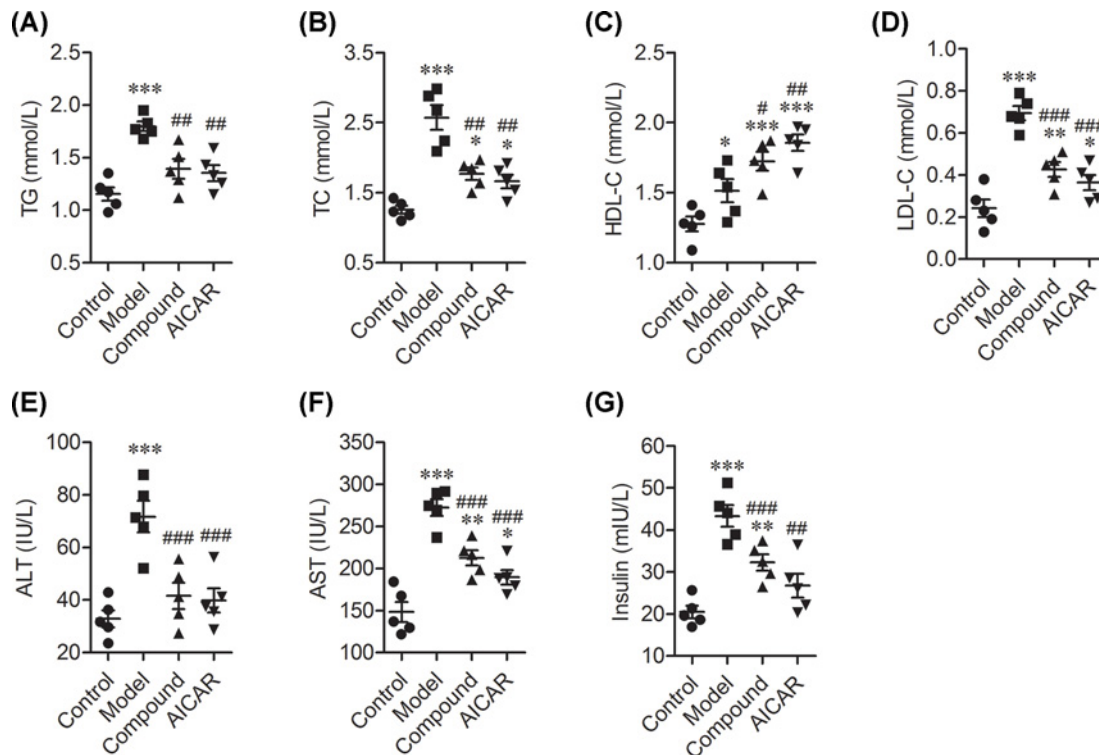 (A)
TG (mmol/L)
2.5
2.0
1.5
1.0
0.5
***
##
##
Control
Model
Compound
AICAR
(B)
TC (mmol/L)
3.5
2.5
1.5
0.5
***
##
*
##
*
Control
Model
Compound
AICAR
(C)
HDL-C (mmol/L)
2.5
2.0
1.5
1.0
*
#
***
##
***
Control
Model
Compound
AICAR
(D)
LDL-C (mmol/L)
1.0
0.8
0.6
0.4
0.2
0.0
***
###
**
###
*
Control
Model
Compound
AICAR
(E)
ALT (IU/L)
100
80
60
40
20
***
###
###
Control
Model
Compound
AICAR
(F)
AST (IU/L)
350
300
250
200
150
100
***
###
**
###
*
Control
Model
Compound
AICAR
(G)
Insulin (mIU/L)
60
50
40
30
20
10
***
###
**
##
Control
Model
Compound
AICAR